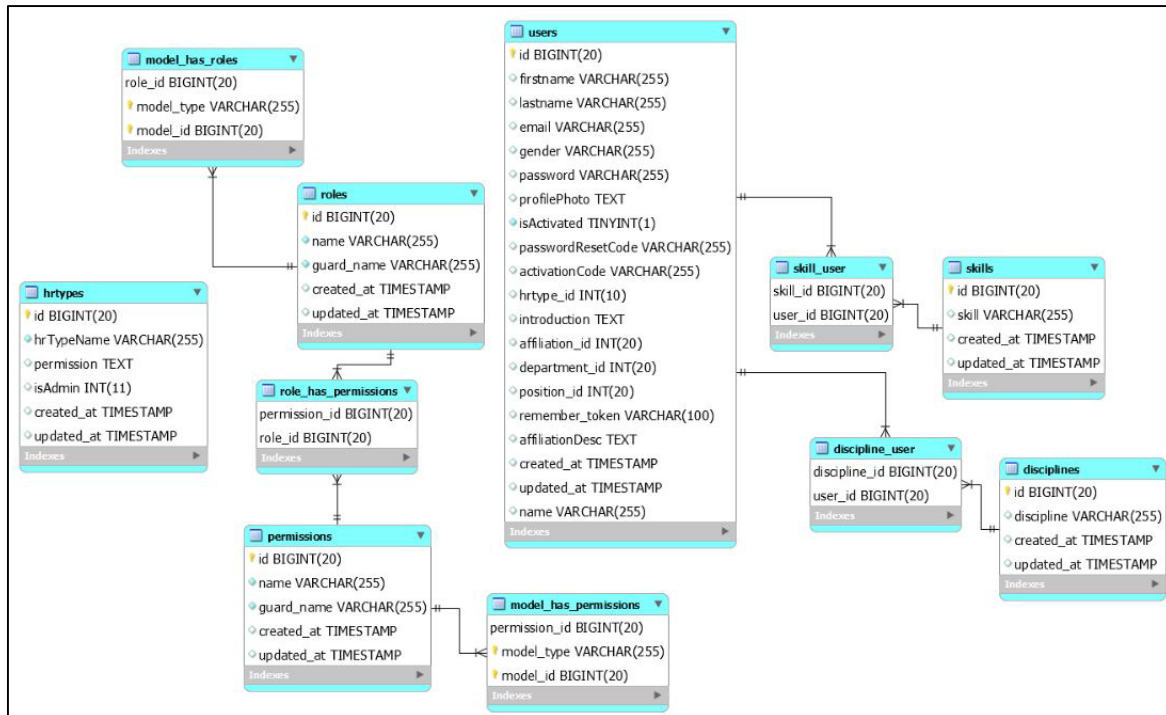 model_has_roles
role_id BIGINT(20)
model_type VARCHAR(255)
model_id BIGINT(20)
Indexes
roles
id BIGINT(20)
name VARCHAR(255)
guard_name VARCHAR(255)
created_at TIMESTAMP
updated_at TIMESTAMP
Indexes
hrtypes
id BIGINT(20)
hrTypeName VARCHAR(255)
permission TEXT
isAdmin INT(11)
created_at TIMESTAMP
updated_at TIMESTAMP
Indexes
role_has_permissions
permission_id BIGINT(20)
role_id BIGINT(20)
Indexes
permissions
id BIGINT(20)
name VARCHAR(255)
guard_name VARCHAR(255)
created_at TIMESTAMP
updated_at TIMESTAMP
Indexes
model_has_permissions
permission_id BIGINT(20)
model_type VARCHAR(255)
model_id BIGINT(20)
Indexes
users
id BIGINT(20)
firstname VARCHAR(255)
lastname VARCHAR(255)
email VARCHAR(255)
gender VARCHAR(255)
password VARCHAR(255)
profilePhoto TEXT
isActivated TINYINT(1)
passwordResetCode VARCHAR(255)
activationCode VARCHAR(255)
hrtype_id INT(10)
introduction TEXT
affiliation_id INT(20)
department_id INT(20)
position_id INT(20)
remember_token VARCHAR(100)
affiliationDesc TEXT
created_at TIMESTAMP
updated_at TIMESTAMP
name VARCHAR(255)
Indexes
skill_user
skill_id BIGINT(20)
user_id BIGINT(20)
Indexes
skills
id BIGINT(20)
skill VARCHAR(255)
created_at TIMESTAMP
updated_at TIMESTAMP
Indexes
discipline_user
discipline_id BIGINT(20)
user_id BIGINT(20)
Indexes
disciplines
id BIGINT(20)
discipline VARCHAR(255)
created_at TIMESTAMP
updated_at TIMESTAMP
Indexes